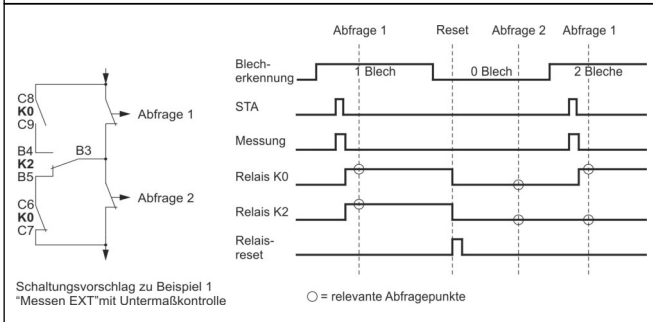 Abfrage 1 Reset Abfrage 2 Abfrage 1
Blech-
erkennung
1 Blech 0 Blech 2 Bleche
STA
Messung
Relais K0
Relais K2
Relais-
reset
C8
K0
C9
Abfrage 1
B4 B3
K2
B5
C6
K0
C7
Abfrage 2
Schaltungsvorschlag zu Beispiel 1
"Messen EXT"mit Untermaßkontrolle
= relevante Abfragepunkte